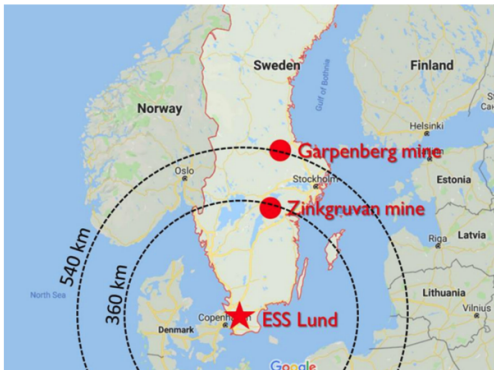 Sweden
Finland
Gulf of Bothnia
Norway
Helsinki
Garpenberg mine
Oslo
Stockholm
Estonia
Zinkgruvan mine
540 km
360 km
Riga
Latvia
North Sea
Lithuania
Vilnius
ESS Lund
Denmark
Google